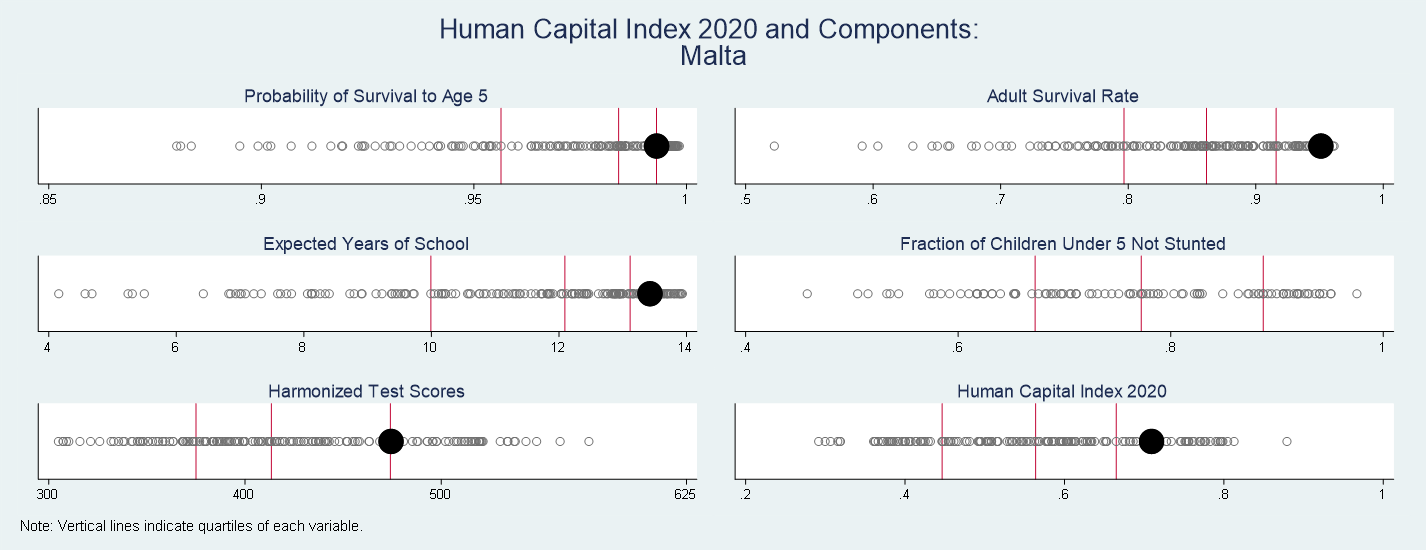 Human Capital Index 2020 and Components:
Malta
Probability of Survival to Age 5
.85 .9 .95 1
Adult Survival Rate
.5 .6 .7 .8 .9 1
Expected Years of School
4 6 8 10 12 14
Fraction of Children Under 5 Not Stunted
.4 .6 .8 1
Harmonized Test Scores
300 400 500 625
Human Capital Index 2020
.2 .4 .6 .8 1
Note: Vertical lines indicate quartiles of each variable.